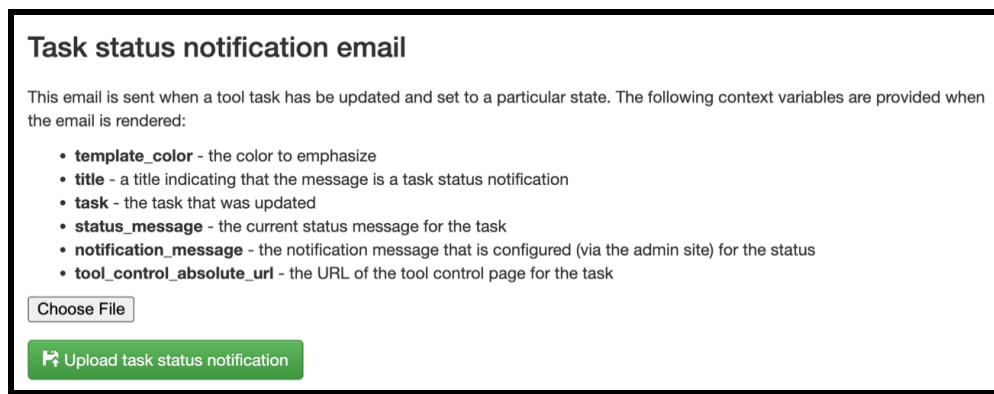 Task status notification email
This email is sent when a tool task has be updated and set to a particular state. The following context variables are provided when
the email is rendered:
• template_color - the color to emphasize
• title - a title indicating that the message is a task status notification
• task - the task that was updated
• status_message - the current status message for the task
• notification_message - the notification message that is configured (via the admin site) for the status
• tool_control_absolute_url - the URL of the tool control page for the task
Choose File
Upload task status notification